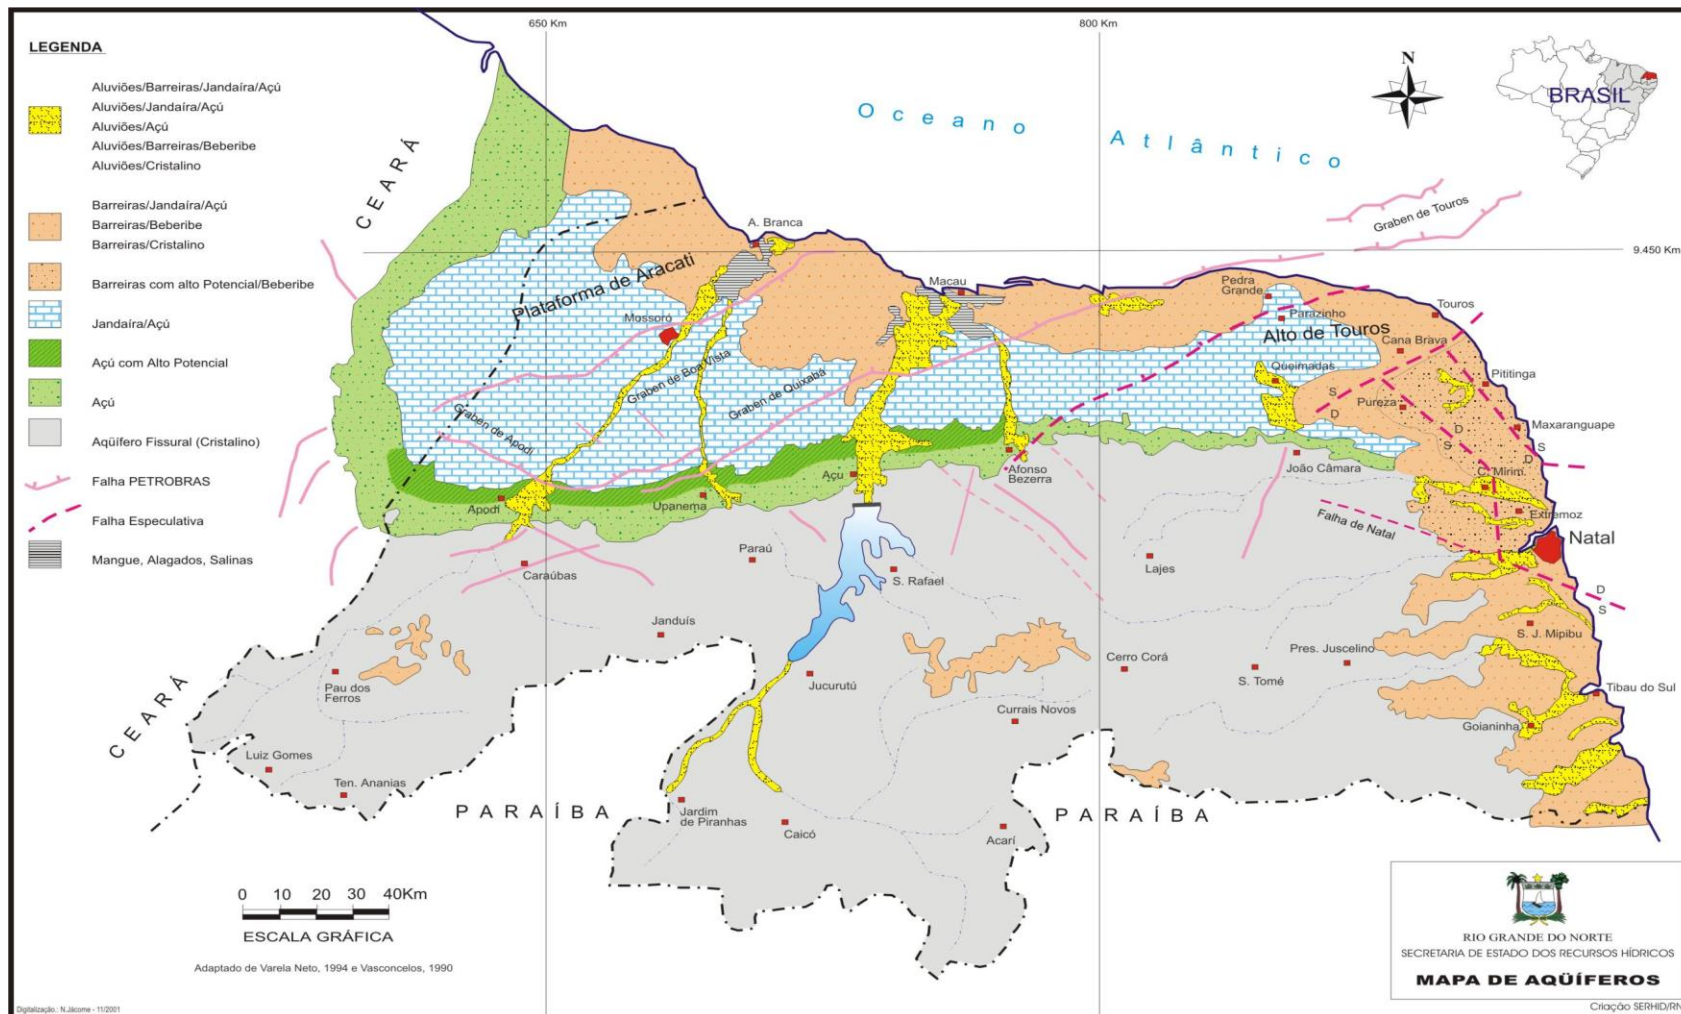 650 Km
800 Km
LEGENDA
Aluviões/Barreiras/Jandaíra/Açú
Aluviões/Jandaíra/Açú
Aluviões/Açú
Aluviões/Barreiras/Beberibe
Aluviões/Cristalino
Barreiras/Jandaíra/Açú
Barreiras/Beberibe
Barreiras/Cristalino
Barreiras com alto Potencial/Beberibe
Jandaíra/Açú
Açú com Alto Potencial
Açú
Aqüífero Fissural (Cristalino)
Falha PETROBRAS
Falha Especulativa
Mangue, Alagados, Salinas
N
BRASIL
Oceano Atlântico
CEARÁ
Graben de Touros
9.450 Km
A. Branca
Plataforma de Aracati
Macau
Pedra
Grande
Parazinho
Touros
Mossoró
Alto de Touros
Cana Brava
Graben de Boa Vista
Graben de Quixabá
Queimadas
Pititinga
S
D
Pureza
Graben de Apodi
Maxaranguape
D
S
S
D
Açu
Afonso
Bezerra
João Câmara
C. Mirim
Apodi
Upanema
Extremoz
Falha de Natal
Natal
Caraúbas
Paraú
S. Rafael
Lajes
D
S
Janduís
S. J. Mipibu
Pres. Juscelino
Cerro Corá
S. Tomé
Pau dos
Ferros
Jucurutú
Tibau do Sul
CEARÁ
Currais Novos
Goianinha
Luiz Gomes
Ten. Ananias
PARAÍBA
PARAÍBA
Jardim
de Piranhas
Caicó
Acarí
0 10 20 30 40Km
ESCALA GRÁFICA
Adaptado de Varela Neto, 1994 e Vasconcelos, 1990
RIO GRANDE DO NORTE
SECRETARIA DE ESTADO DOS RECURSOS HÍDRICOS
MAPA DE AQÜÍFEROS
Digitalização.: N.Jácome - 11/2001
Criação SERHID/RN